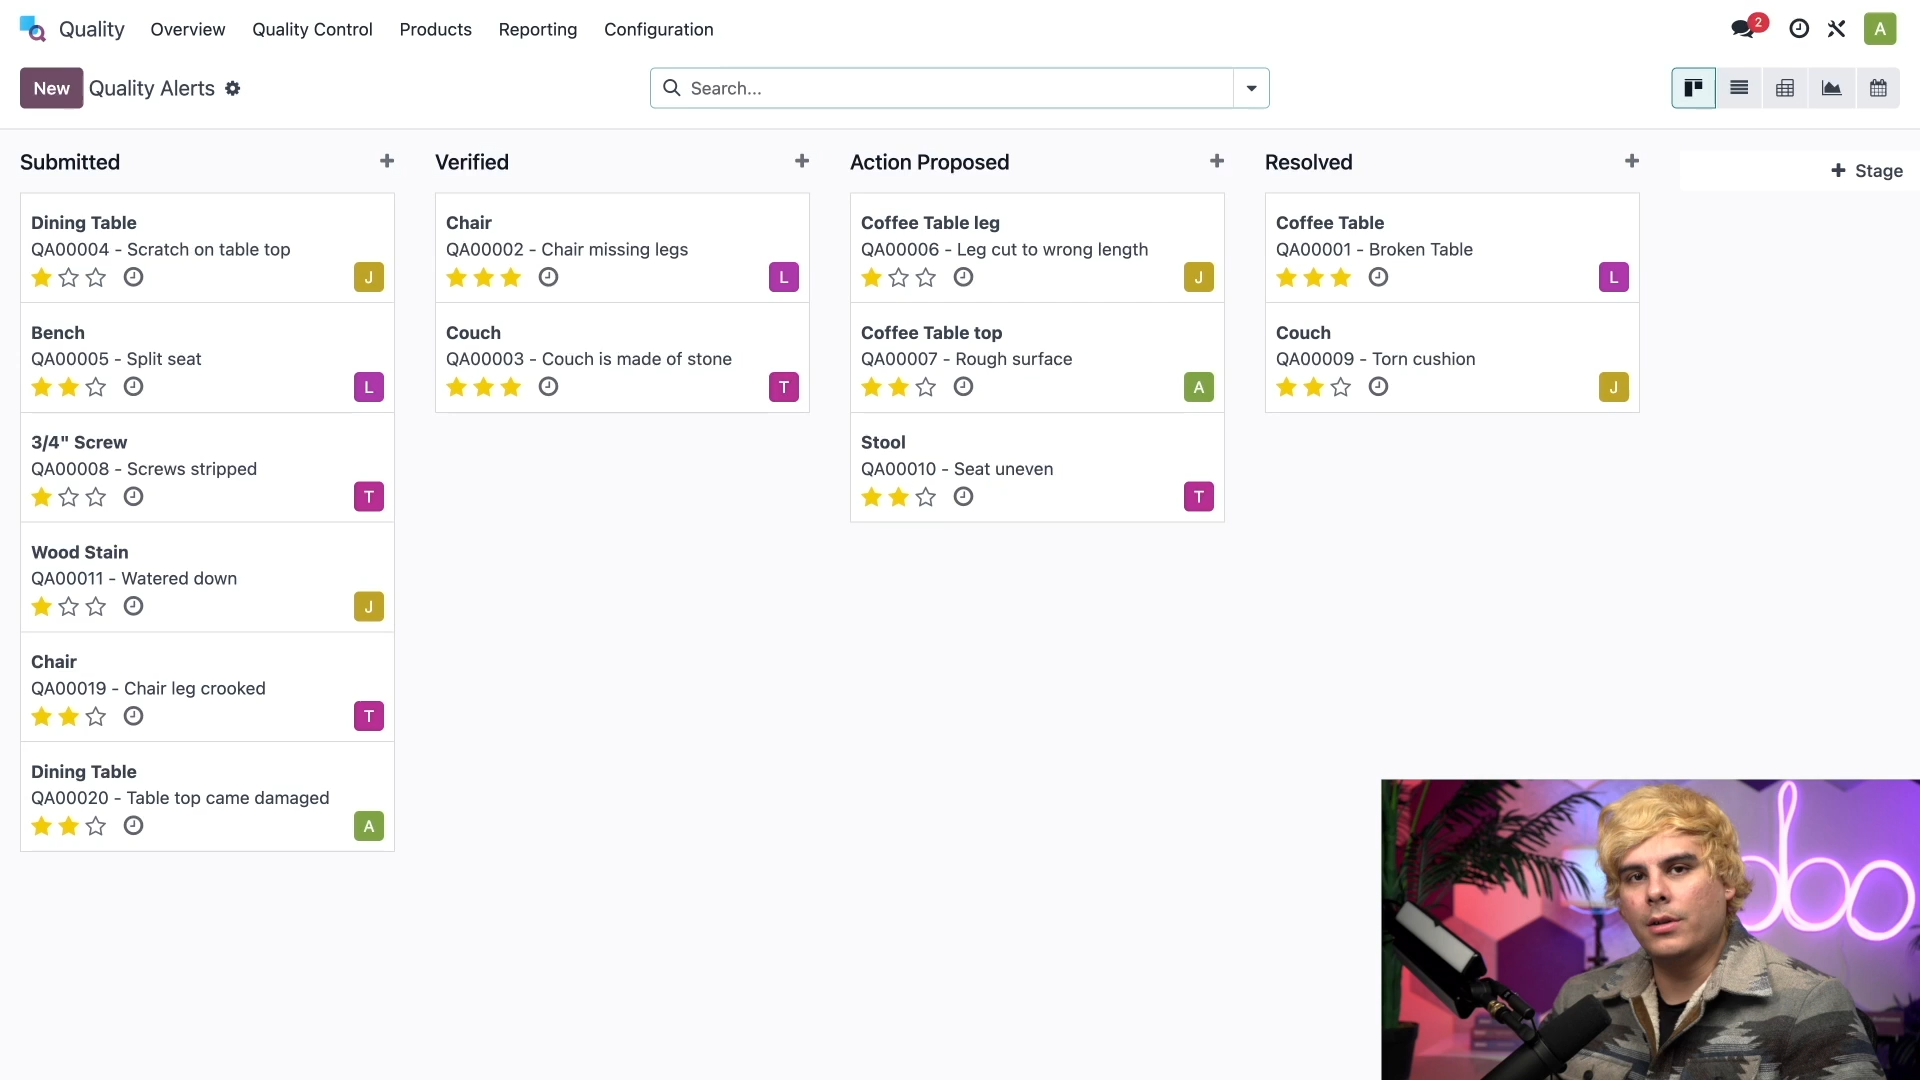 Quality Overview Quality Control Products Reporting Configuration 2 A
New Quality Alerts Search...
Submitted
Dining Table
QA00004 - Scratch on table top
J
Bench
QA00005 - Split seat
L
3/4" Screw
QA00008 - Screws stripped
T
Wood Stain
QA00011 - Watered down
J
Chair
QA00019 - Chair leg crooked
T
Dining Table
QA00020 - Table top came damaged
A
Verified
Chair
QA00002 - Chair missing legs
L
Couch
QA00003 - Couch is made of stone
T
Action Proposed
Coffee Table leg
QA00006 - Leg cut to wrong length
J
Coffee Table top
QA00007 - Rough surface
A
Stool
QA00010 - Seat uneven
T
Resolved
Coffee Table
QA00001 - Broken Table
L
Couch
QA00009 - Torn cushion
J
Stage